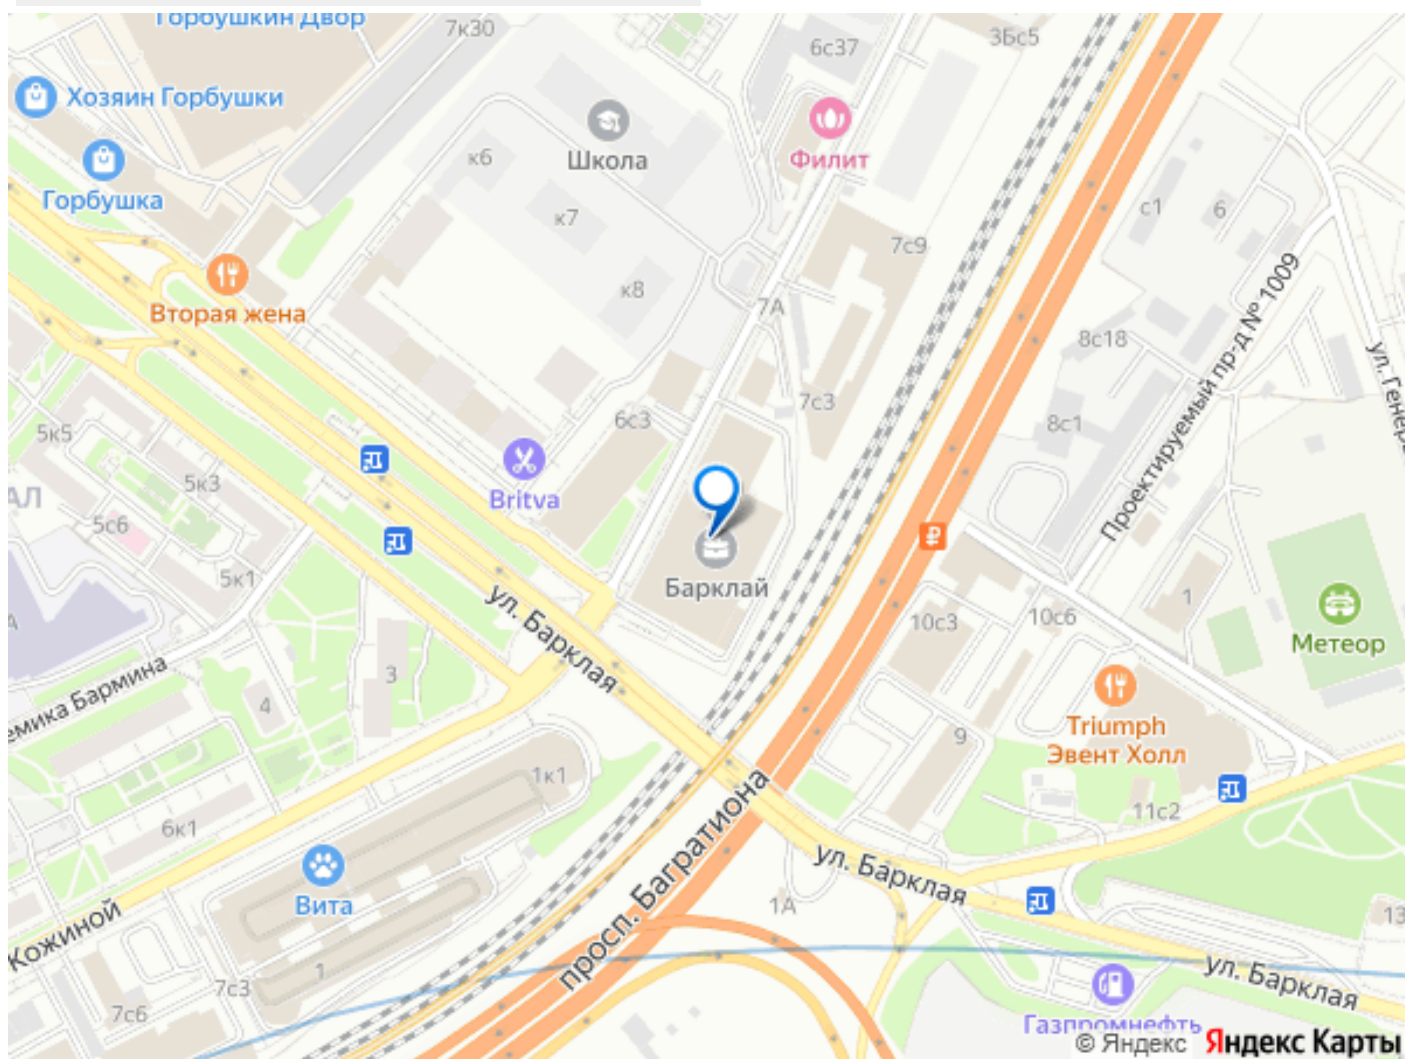 Горбушкин Двор
7к30
6с37
3Бс5
Хозяин Горбушки
Школа
Филит
к6
Горбушка
к7
с1
6
7с9
к8
7А
Вторая жена
8с18
Проектируемый пр-д № 1009
ул. Генер
7с3
6с3
8с1
5к5
5к3
АЛ
Britva
5с6
5к1
Барклай
ул. Барклая
10с3
10с6
1
Метеор
А
емика Бармина
3
4
Triumph
Эвент Холл
9
1к1
11с2
6к1
просп. Багратиона
ул. Барклая
Вита
1А
13
Кожиной
1
7с3
7с6
ул. Барклая
Газпромнефть
© Яндекс Яндекс Карты